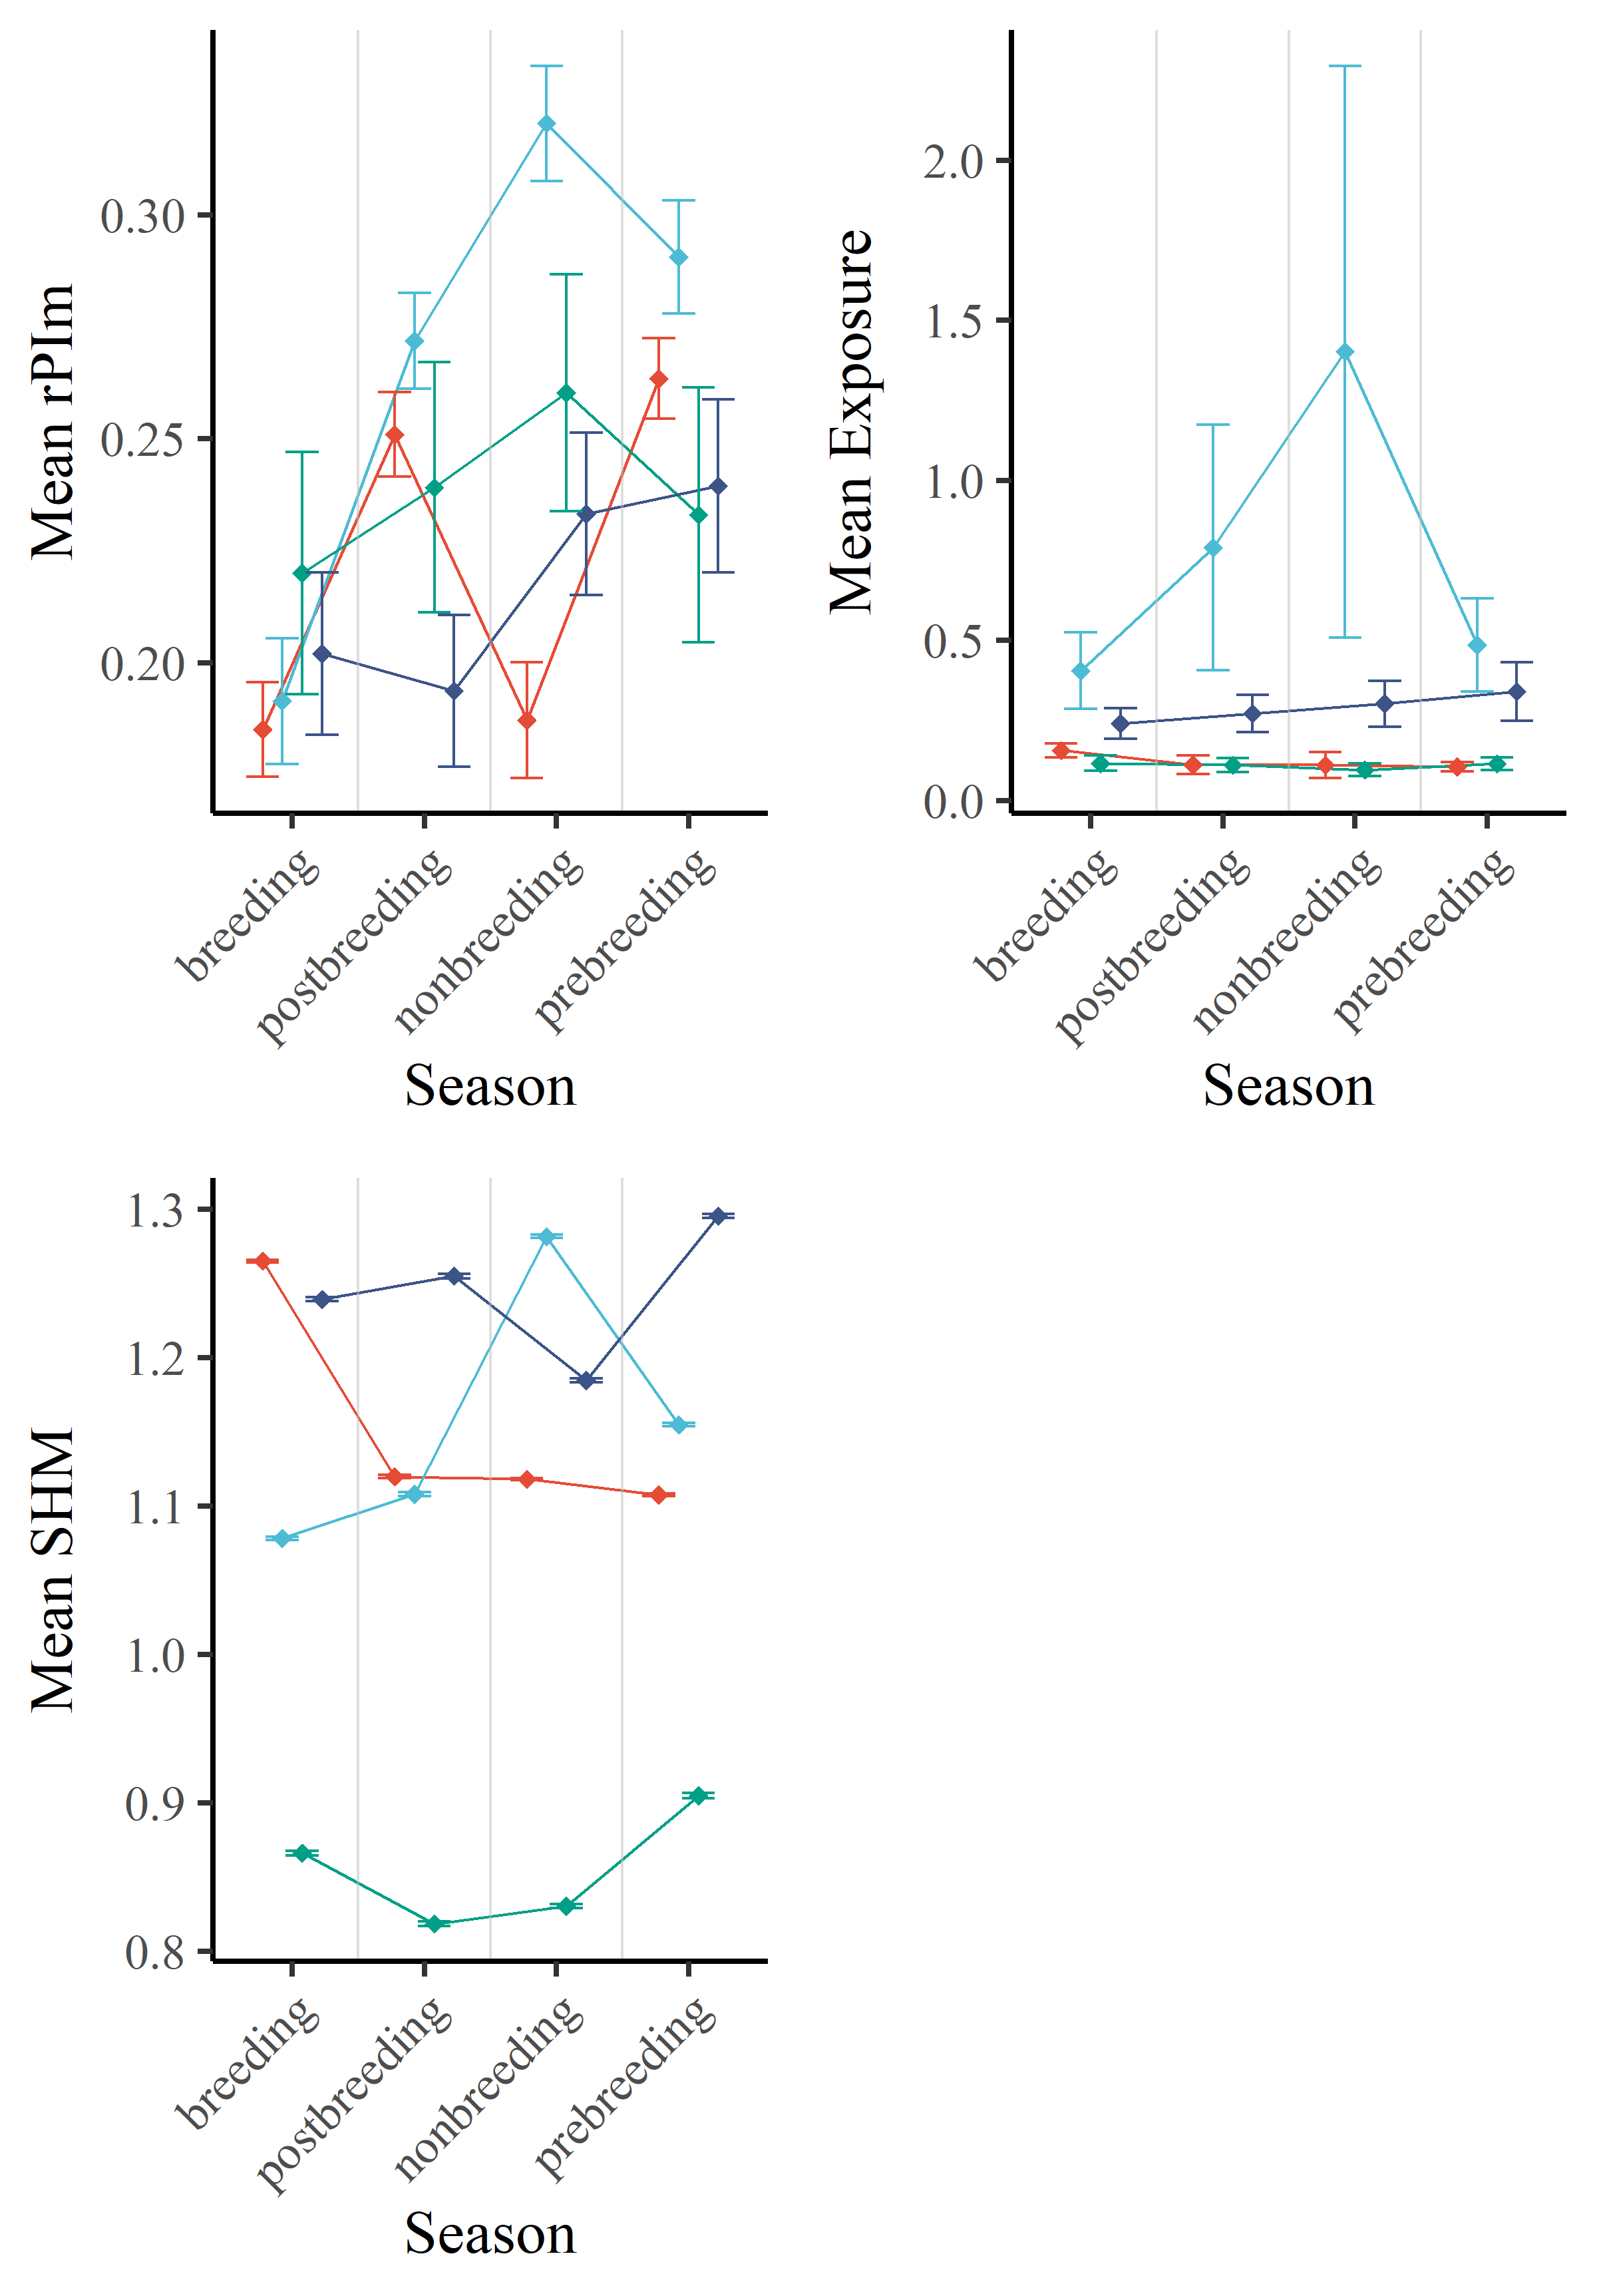 Mean rPIm
0.30
0.25
0.20
breeding
postbreeding
nonbreeding
prebreeding
Season
Mean Exposure
2.0
1.5
1.0
0.5
0.0
breeding
postbreeding
nonbreeding
prebreeding
Season
Mean SHM
1.3
1.2
1.1
1.0
0.9
0.8
breeding
postbreeding
nonbreeding
prebreeding
Season